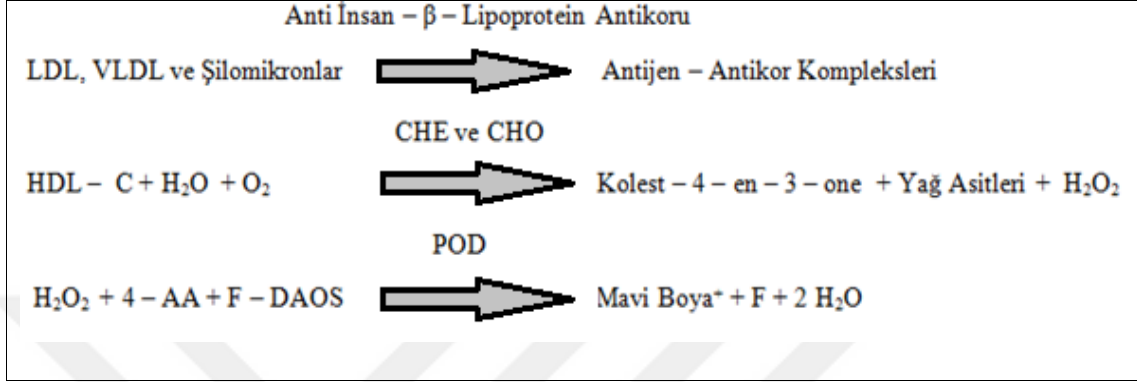 Anti İnsan – β – Lipoprotein Antikoru
LDL, VLDL ve Şilomikronlar Antijen – Antikor Kompleksleri
CHE ve CHO
HDL – C + H₂O + O₂ Kolest – 4 – en – 3 – one + Yağ Asitleri + H₂O₂
POD
H₂O₂ + 4 – AA + F – DAOS Mavi Boya⁺ + F + 2 H₂O